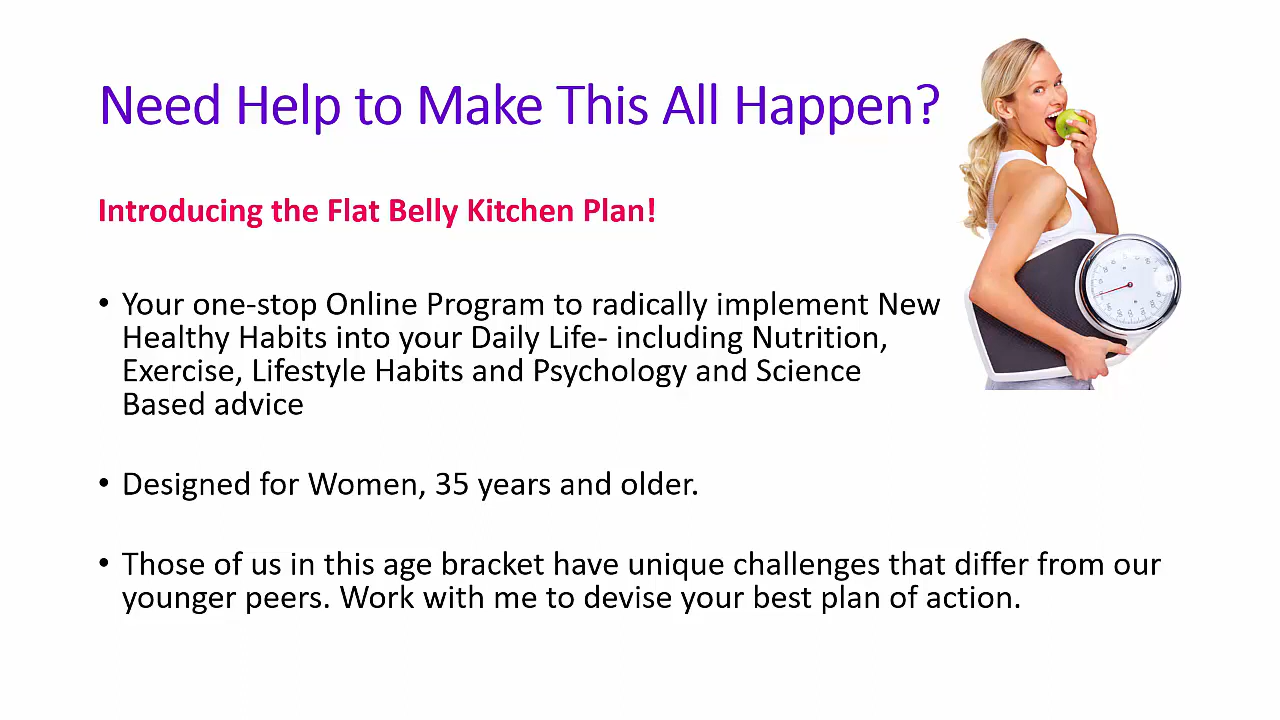 Need Help to Make This All Happen?
Introducing the Flat Belly Kitchen Plan!
• Your one-stop Online Program to radically implement New
Healthy Habits into your Daily Life- including Nutrition,
Exercise, Lifestyle Habits and Psychology and Science
Based advice
• Designed for Women, 35 years and older.
• Those of us in this age bracket have unique challenges that differ from our
younger peers. Work with me to devise your best plan of action.